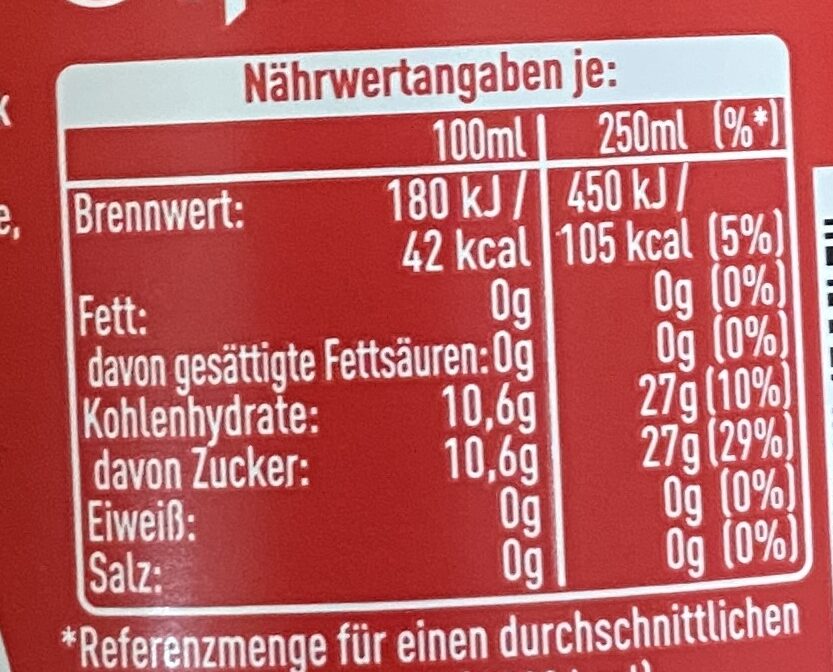 Nährwertangaben je:
100ml 250ml (%*)
Brennwert: 180 kJ / 450 kJ /
42 kcal 105 kcal (5%)
Fett: 0g 0g (0%)
davon gesättigte Fettsäuren: 0g 0g (0%)
Kohlenhydrate: 10,6g 27g (10%)
davon Zucker: 10,6g 27g (29%)
Eiweiß: 0g 0g (0%)
Salz: 0g 0g (0%)
*Referenzmenge für einen durchschnittlichen